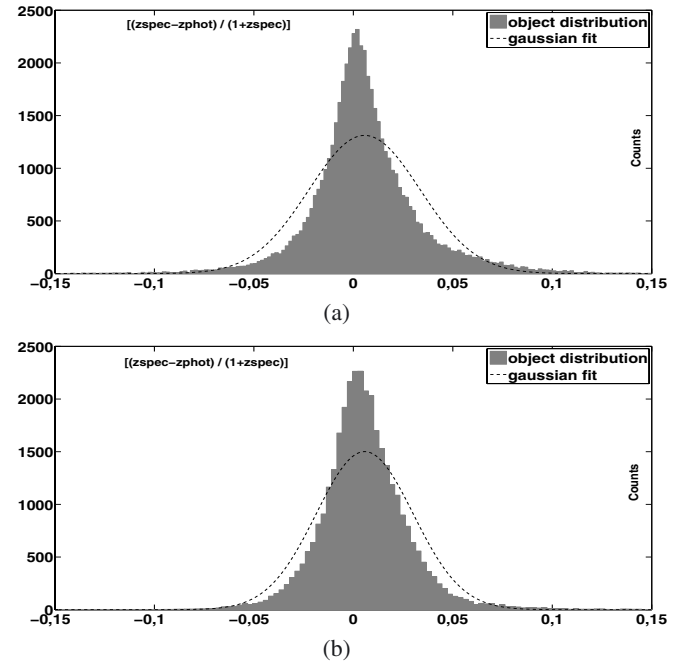 [(zspec−zphot) / (1+zspec)]
object distribution
gaussian fit
2500
2000
1500
1000
500
0
Counts
−0,15
−0,1
−0,05
0
0,05
0,1
0,15
(a)
[(zspec−zphot) / (1+zspec)]
object distribution
gaussian fit
2500
2000
1500
1000
500
0
Counts
−0,15
−0,1
−0,05
0
0,05
0,1
0,15
(b)